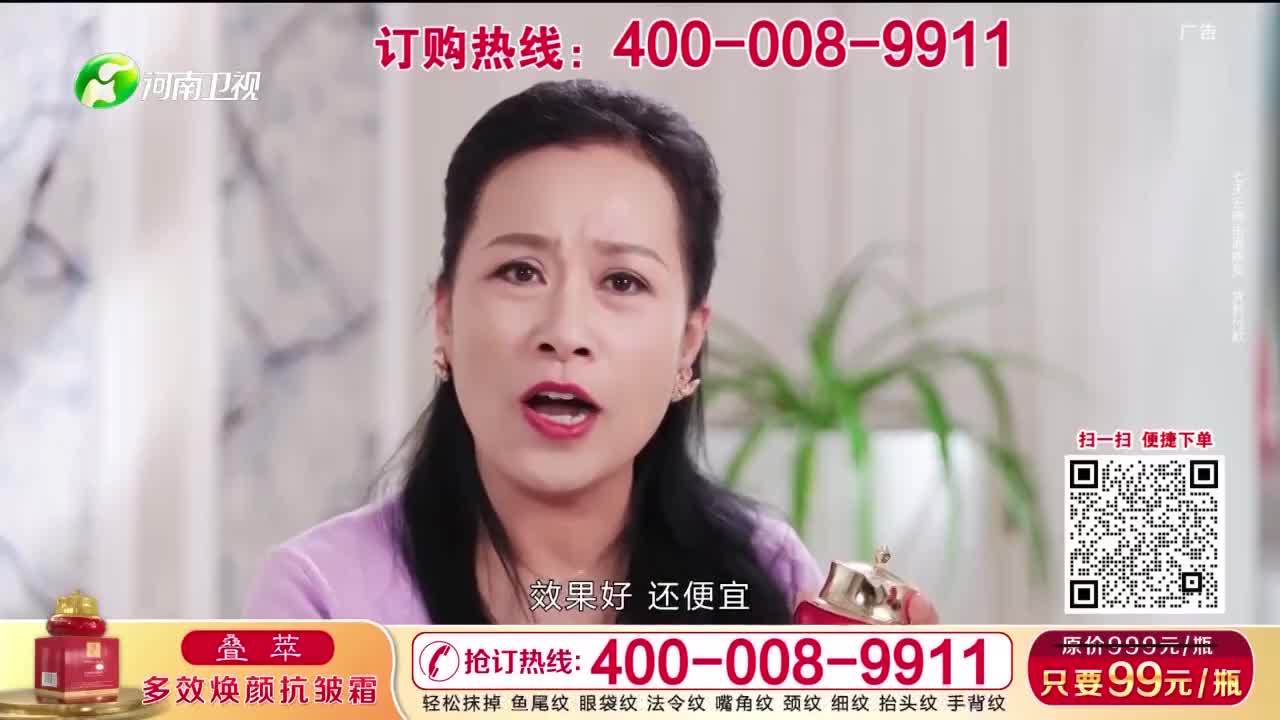 订购热线：400-008-9911
广告
河南卫视
扫一扫 便捷下单
效果好 还便宜
叠萃
多效焕颜抗皱霜
抢订热线：400-008-9911
轻松抹掉 鱼尾纹 眼袋纹 法令纹 嘴角纹 颈纹 细纹 抬头纹 手背纹
原价999元/瓶
只要99元/瓶